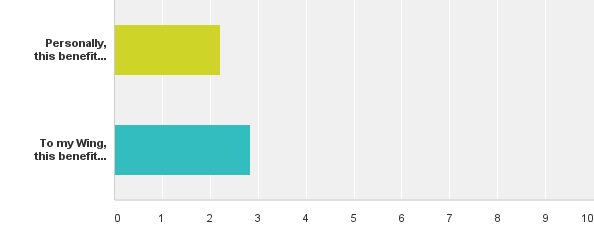 Personally,
this benefit...
To my Wing,
this benefit...
0 1 2 3 4 5 6 7 8 9 10